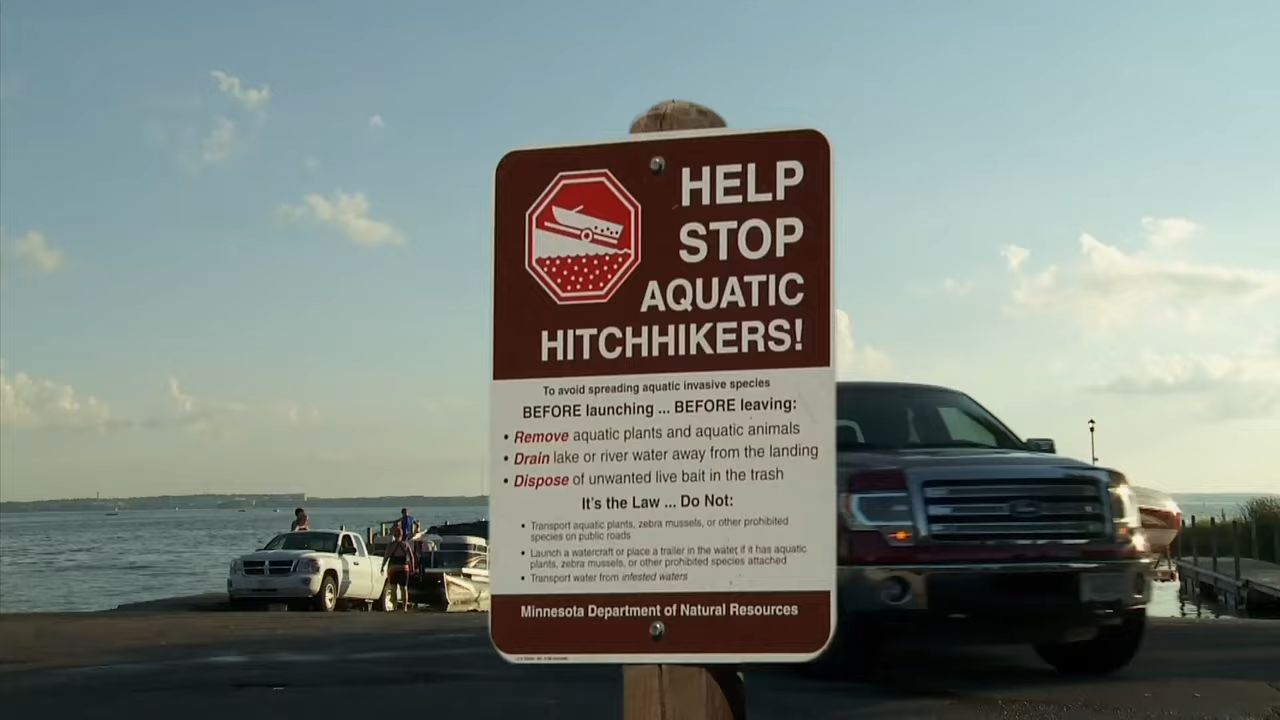 HELP
STOP
AQUATIC
HITCHHIKERS!
To avoid spreading aquatic invasive species
BEFORE launching ... BEFORE leaving:
• Remove aquatic plants and aquatic animals
• Drain lake or river water away from the landing
• Dispose of unwanted live bait in the trash
It's the Law ... Do Not:
• Transport aquatic plants, zebra mussels, or other prohibited
species on public roads
• Launch a watercraft or place a trailer in the water if it has aquatic
plants, zebra mussels, or other prohibited species attached
• Transport water from infested waters
Minnesota Department of Natural Resources